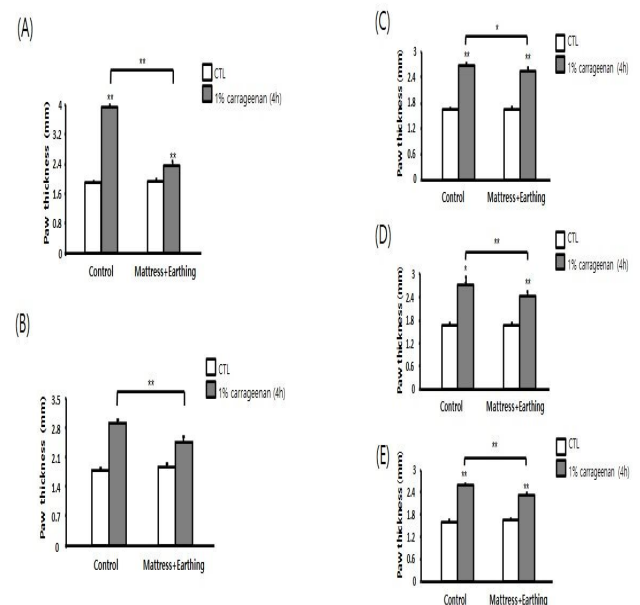 (A)
**
CTL
1% carrageenan (4h)
Paw thickness (mm)
4
3.2
2.4
1.6
0.8
0
**
**
Control
Mattress+Earthing
(B)
**
CTL
1% carrageenan (4h)
Paw thickness (mm)
3.5
2.8
2.1
1.4
0.7
0
Control
Mattress+Earthing
(C)
*
CTL
1% carrageenan (4h)
Paw thickness (mm)
3
2.4
1.8
1.2
0.6
0
**
**
Control
Mattress+Earthing
(D)
**
CTL
1% carrageenan (4h)
Paw thickness (mm)
3
2.4
1.8
1.2
0.6
0
*
**
Control
Mattress+Earthing
(E)
**
CTL
1% carrageenan (4h)
Paw thickness (mm)
3
2.4
1.8
1.2
0.6
0
**
**
Control
Mattress+Earthing